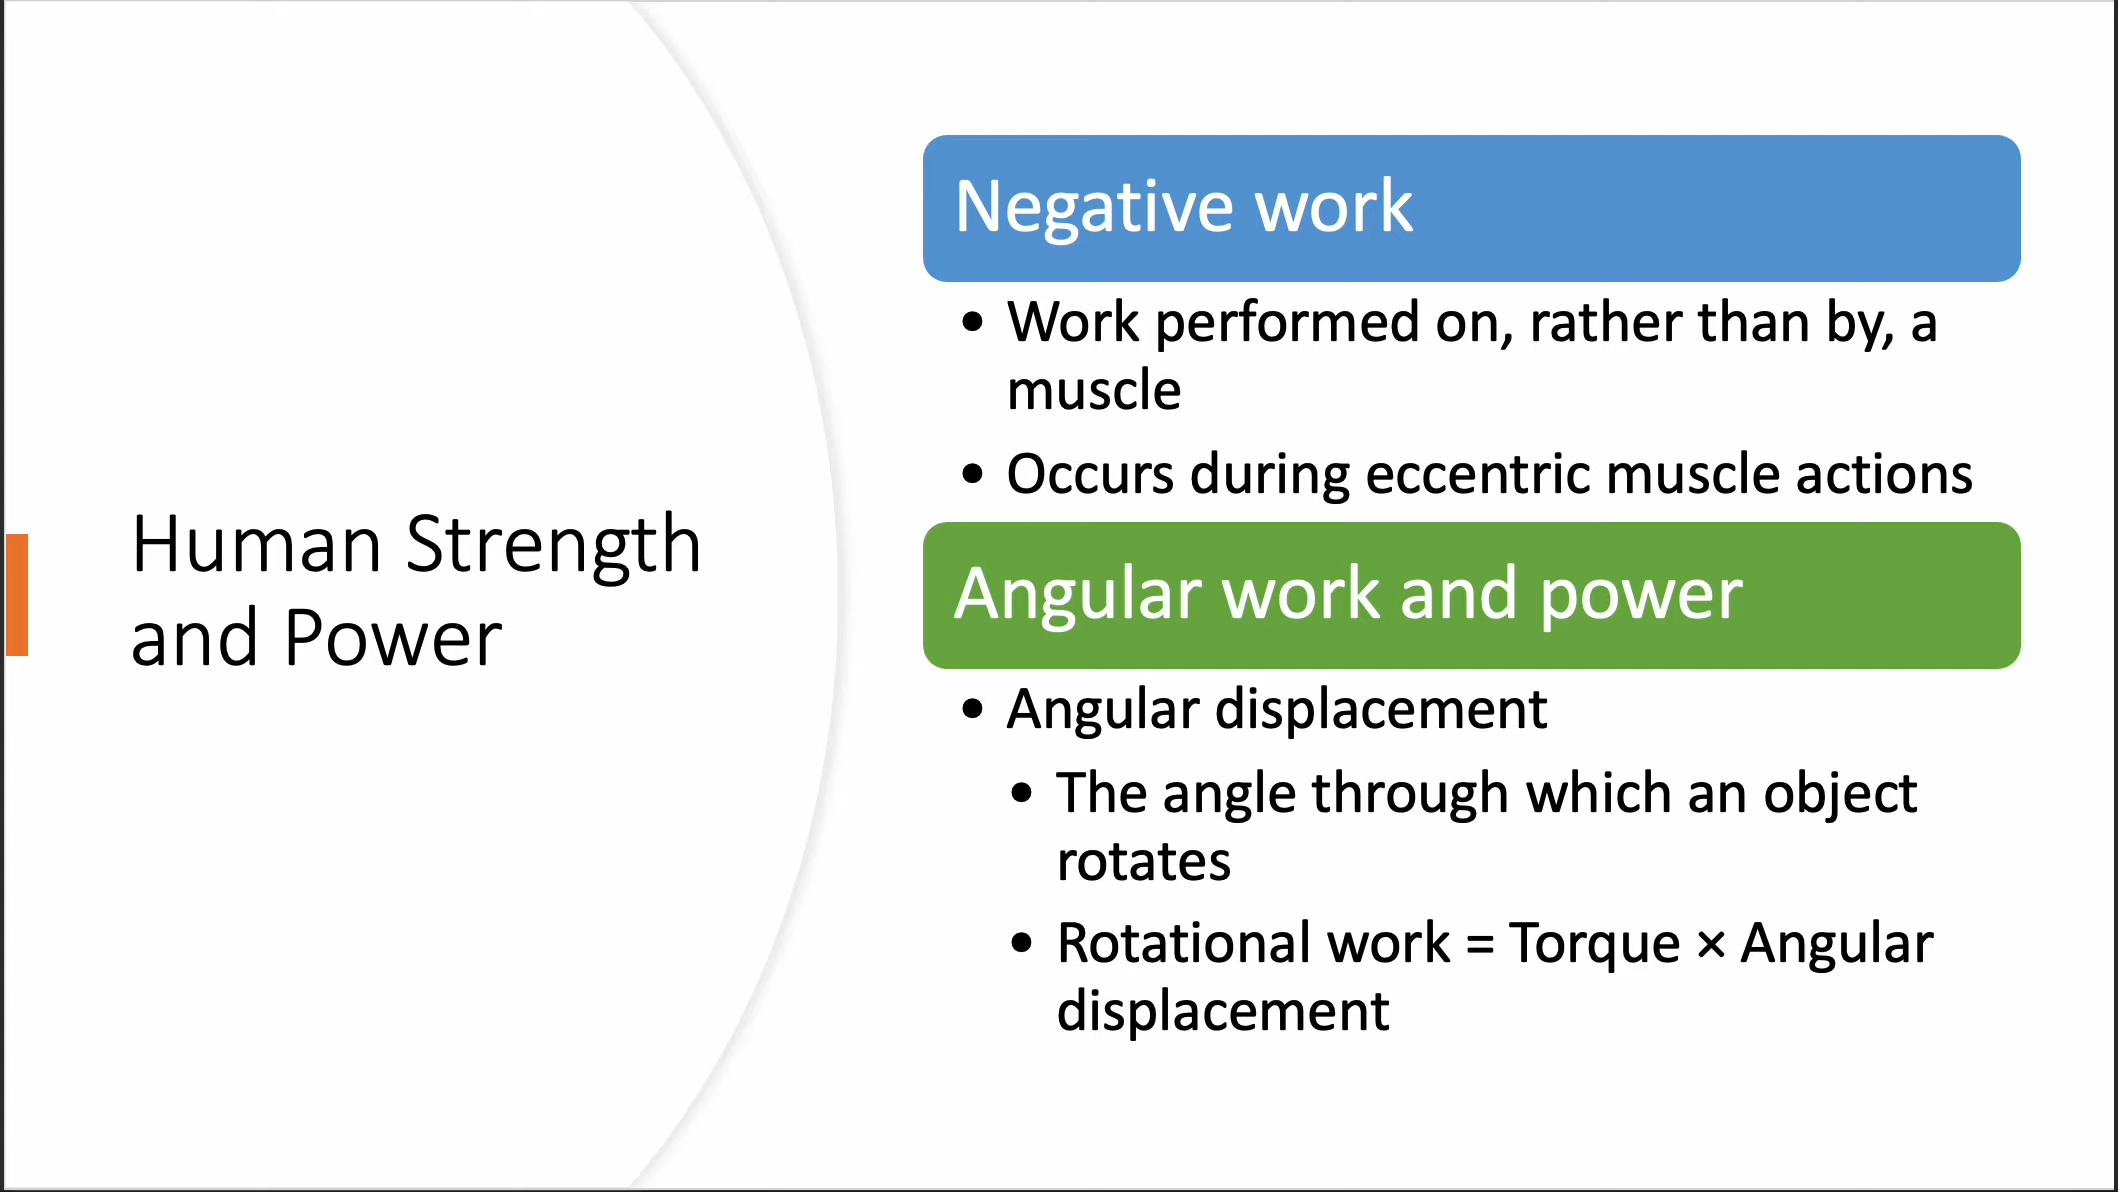 Human Strength
and Power
Negative work
• Work performed on, rather than by, a
muscle
• Occurs during eccentric muscle actions
Angular work and power
• Angular displacement
• The angle through which an object
rotates
• Rotational work = Torque × Angular
displacement